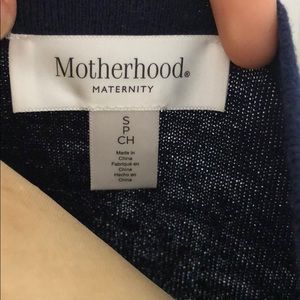 Motherhood®
MATERNITY
S
P
CH
Made in
China
Fabriqué en
Chine
Hecho en
China